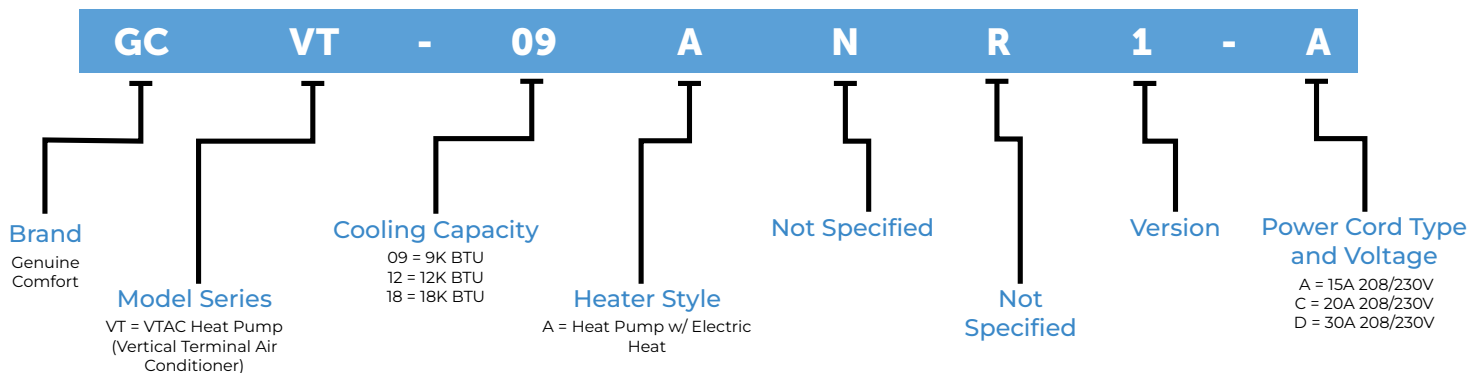 GC VT - 09 A N R 1 - A
Brand
Genuine
Comfort
Model Series
VT = VTAC Heat Pump
(Vertical Terminal Air
Conditioner)
Cooling Capacity
09 = 9K BTU
12 = 12K BTU
18 = 18K BTU
Heater Style
A = Heat Pump w/ Electric
Heat
Not Specified
Not
Specified
Version
Power Cord Type
and Voltage
A = 15A 208/230V
C = 20A 208/230V
D = 30A 208/230V